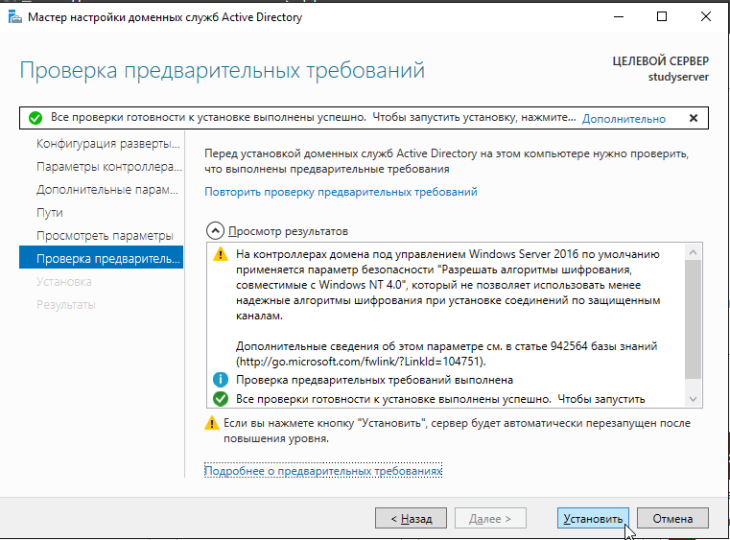 Мастер настройки доменных служб Active Directory
Проверка предварительных требований
ЦЕЛЕВОЙ СЕРВЕР
studyserver
Все проверки готовности к установке выполнены успешно. Чтобы запустить установку, нажмите... Дополнительно
Конфигурация разверты...
Параметры контроллера...
Дополнительные парам...
Пути
Просмотреть параметры
Проверка предваритель...
Установка
Результаты
Перед установкой доменных служб Active Directory на этом компьютере нужно проверить,
что выполнены предварительные требования
Повторить проверку предварительных требований
Просмотр результатов
На контроллерах домена под управлением Windows Server 2016 по умолчанию
применяется параметр безопасности "Разрешать алгоритмы шифрования,
совместимые с Windows NT 4.0", который не позволяет использовать менее
надежные алгоритмы шифрования при установке соединений по защищенным
каналам.
Дополнительные сведения об этом параметре см. в статье 942564 базы знаний
(http://go.microsoft.com/fwlink/?LinkId=104751).
Проверка предварительных требований выполнена
Все проверки готовности к установке выполнены успешно. Чтобы запустить
Если вы нажмете кнопку "Установить", сервер будет автоматически перезапущен после
повышения уровня.
Подробнее о предварительных требованиях
< Назад
Далее >
Установить
Отмена